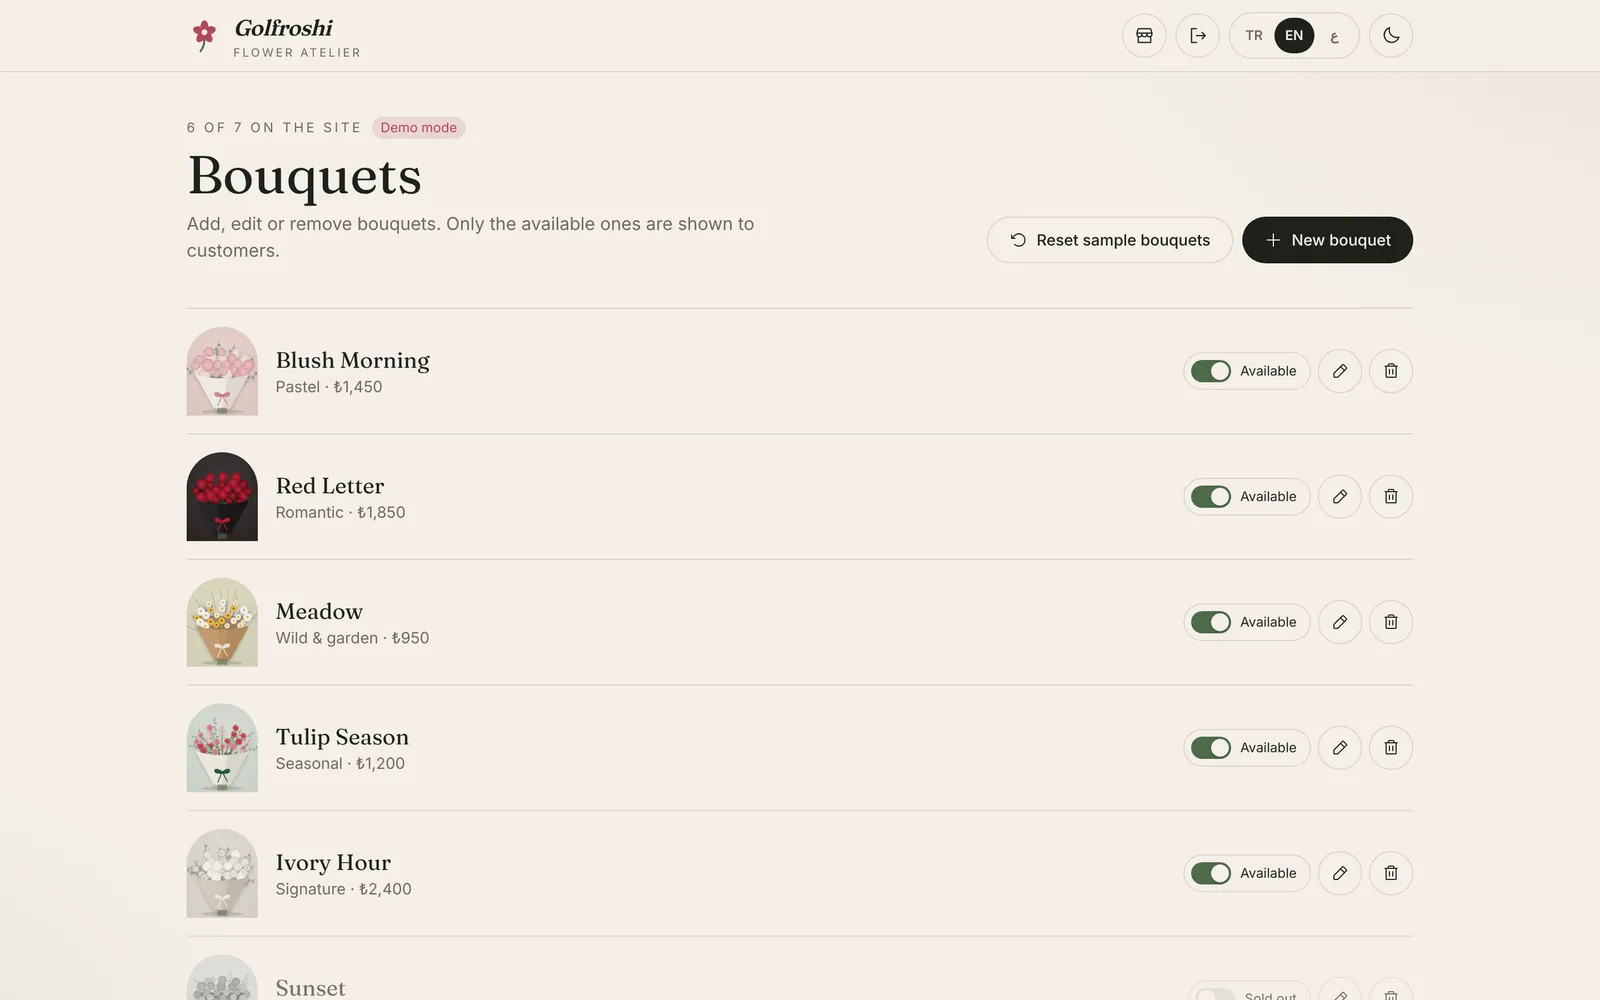 Golfroshi
FLOWER ATELIER
TR EN ع
6 OF 7 ON THE SITE Demo mode
Bouquets
Add, edit or remove bouquets. Only the available ones are shown to
customers.
Reset sample bouquets
New bouquet
Blush Morning
Pastel · ₺1,450
Available
Red Letter
Romantic · ₺1,850
Available
Meadow
Wild & garden · ₺950
Available
Tulip Season
Seasonal · ₺1,200
Available
Ivory Hour
Signature · ₺2,400
Available
Sunset
Sold out